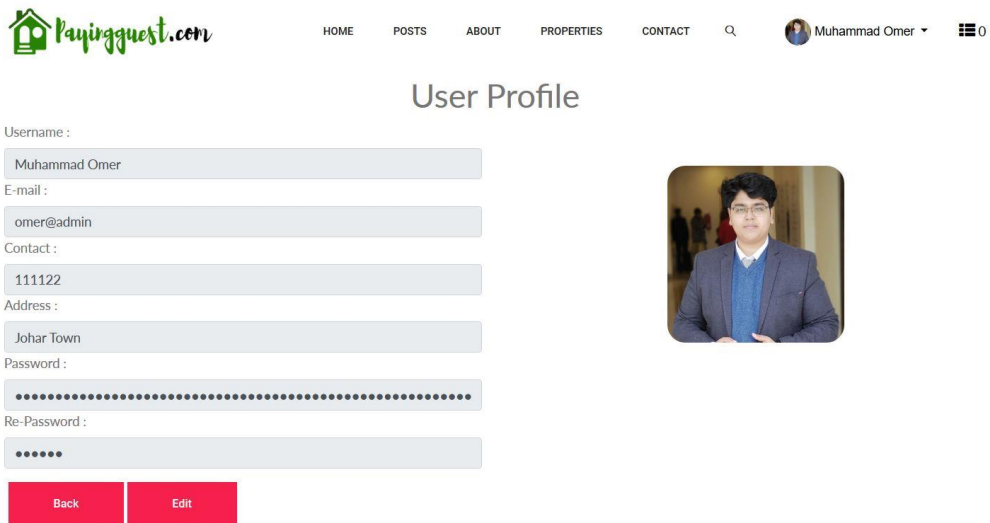 Payingguest.com
HOME POSTS ABOUT PROPERTIES CONTACT Muhammad Omer 0
User Profile
Username :
Muhammad Omer
E-mail :
omer@admin
Contact :
111122
Address :
Johar Town
Password :
●●●●●●●●●●●●●●●●●●●●●●●●●●●●●●●●●●●●●●●●●●●●●●●●●●●●●●●●●
Re-Password :
●●●●●●
Back Edit